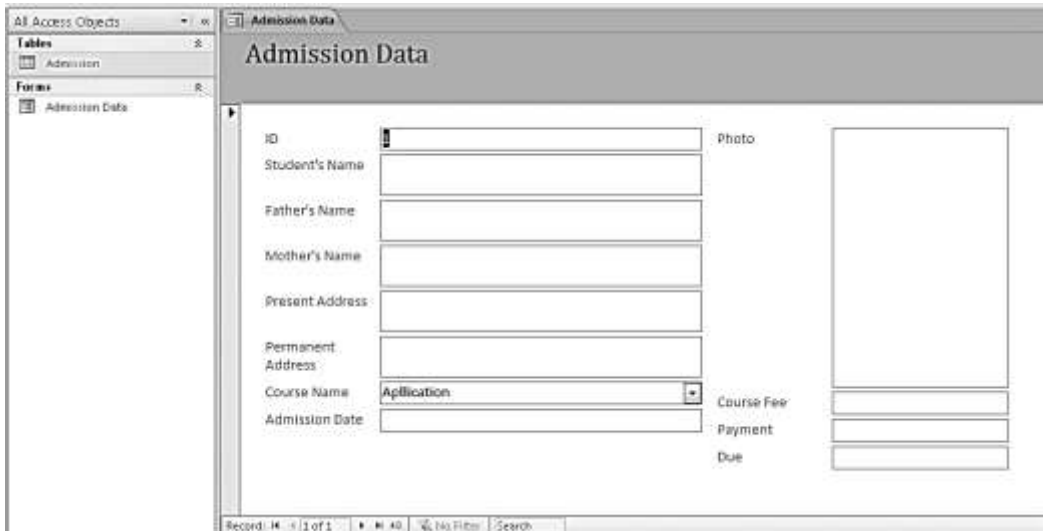 All Access Objects
Tables
Admission
Forms
Admission Data
Admission Data
Admission Data
ID
1
Student's Name
Father's Name
Mother's Name
Present Address
Permanent
Address
Course Name
Apllication
Admission Date
Photo
Course Fee
Payment
Due
Record: 1 of 1 No Filter Search